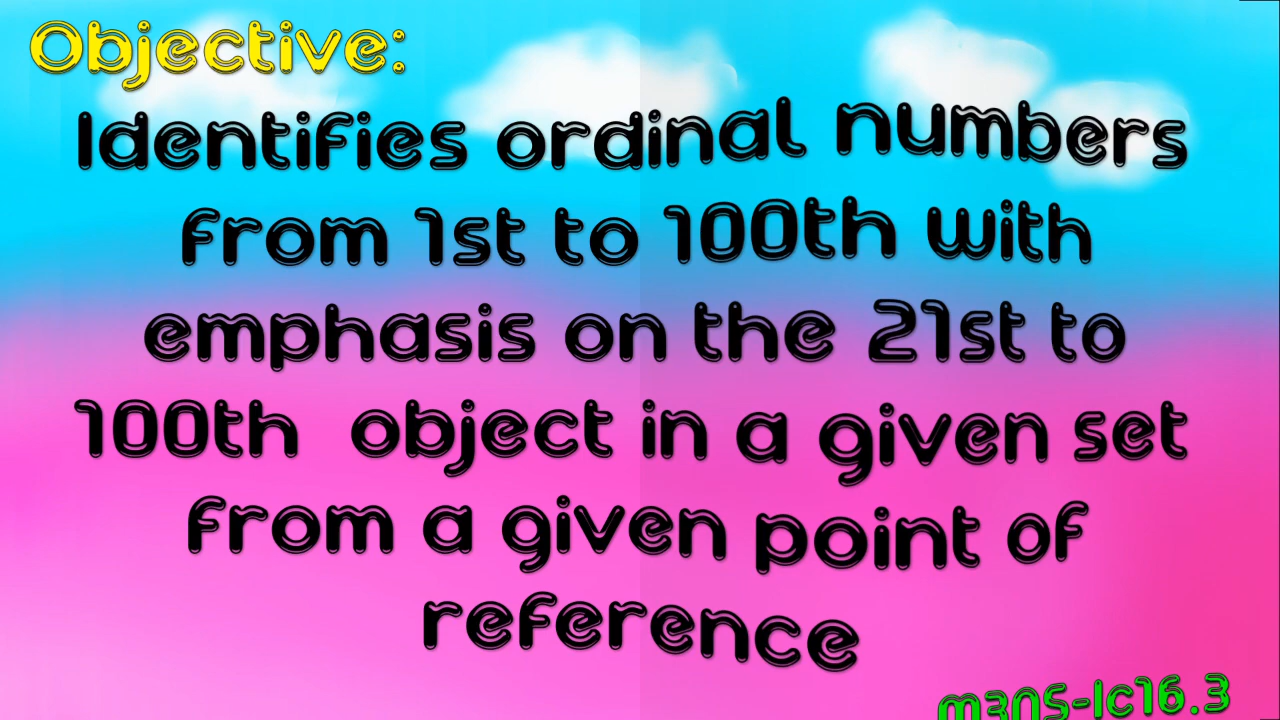 Objective:
Identifies ordinal numbers
from 1st to 100th with
emphasis on the 21st to
100th object in a given set
from a given point of
reference
m3NS-Ic16.3